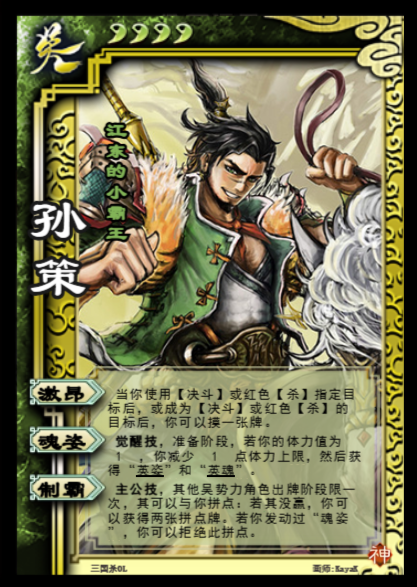 吴
江东的小霸王
孙策
激昂
当你使用【决斗】或红色【杀】指定目
标后，或成为【决斗】或红色【杀】的
目标后，你可以摸一张牌。
魂姿
觉醒技，准备阶段，若你的体力值为
1，你减少 1 点体力上限，然后获
得“英姿”和“英魂”。
制霸
主公技，其他吴势力角色出牌阶段限一
次，其可以与你拼点：若其没赢，你可
以获得两张拼点牌。若你发动过“魂姿
”，你可以拒绝此拼点。
神
三国杀OL
画师:KayaK